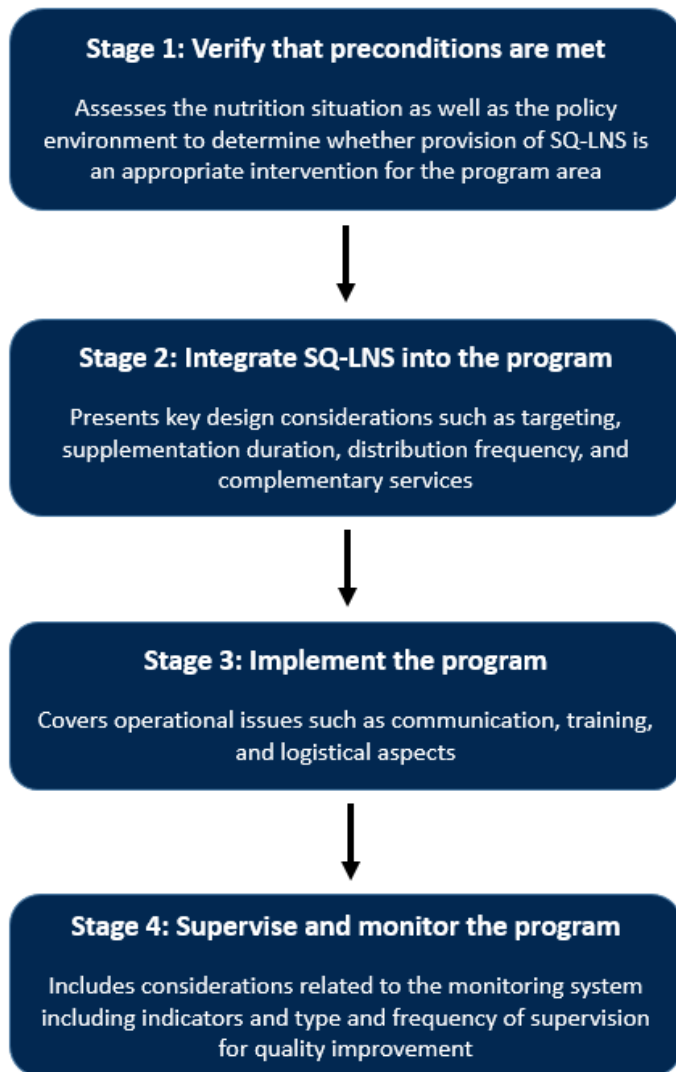 Stage 1: Verify that preconditions are met
Assesses the nutrition situation as well as the policy
environment to determine whether provision of SQ-LNS is
an appropriate intervention for the program area
Stage 2: Integrate SQ-LNS into the program
Presents key design considerations such as targeting,
supplementation duration, distribution frequency, and
complementary services
Stage 3: Implement the program
Covers operational issues such as communication, training,
and logistical aspects
Stage 4: Supervise and monitor the program
Includes considerations related to the monitoring system
including indicators and type and frequency of supervision
for quality improvement